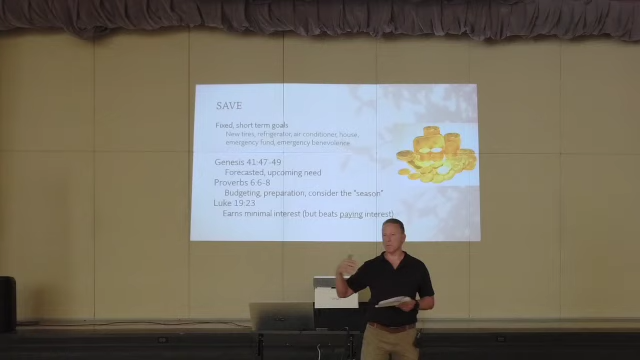 SAVE
Fixed, short term goals
New tires, refrigerator, air conditioner, house,
emergency fund, emergency benevolence
Genesis 41:47-49
Forecasted, upcoming need
Proverbs 6:6-8
Budgeting, preparation, consider the "season"
Luke 19:23
Earns minimal interest (but beats paying interest)